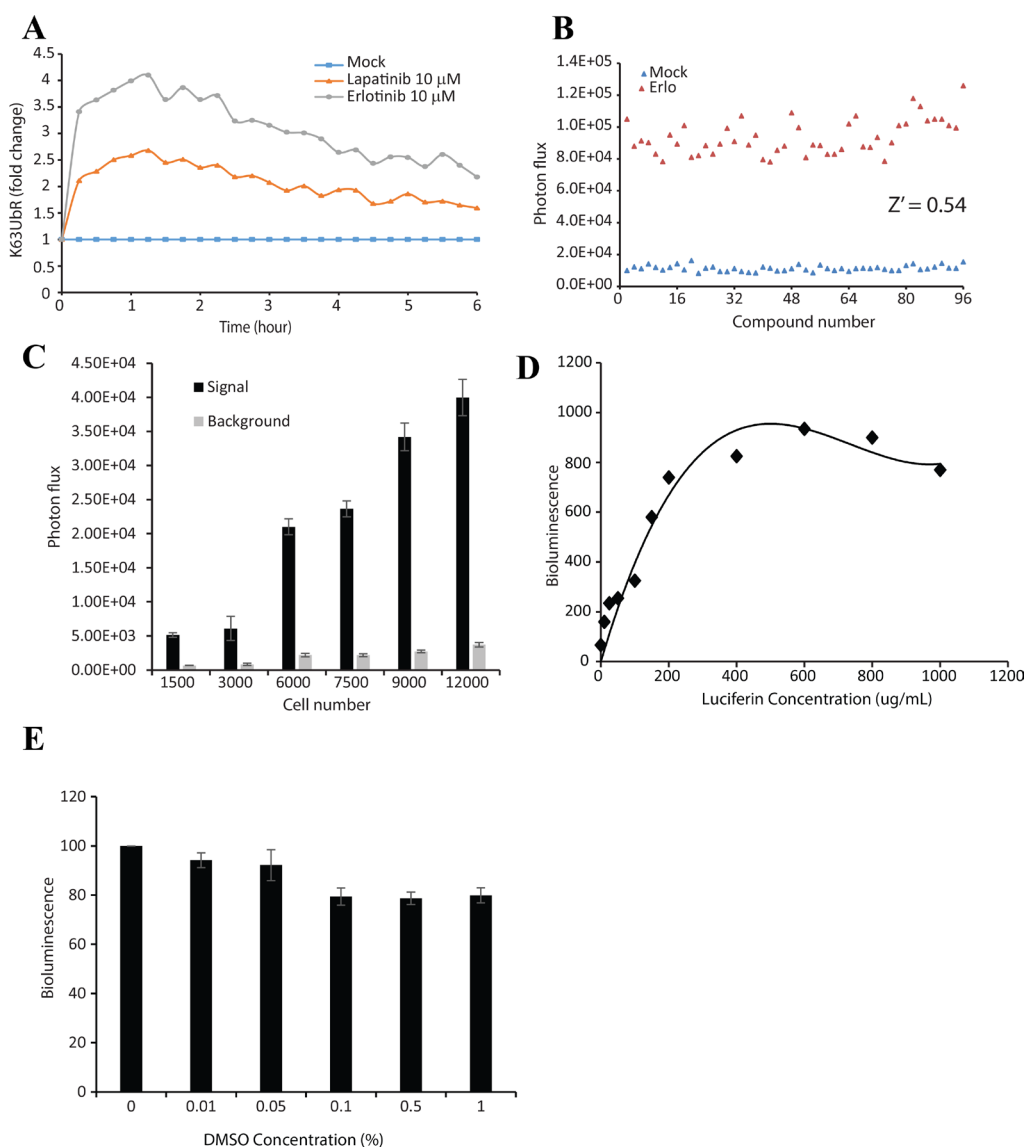 A
4.5
4
3.5
3
2.5
2
1.5
1
0.5
0
K63UbR (fold change)
Mock
Lapatinib 10 μM
Erlotinib 10 μM
0 1 2 3 4 5 6
Time (hour)
B
1.4E+05
1.2E+05
1.0E+05
8.0E+04
6.0E+04
4.0E+04
2.0E+04
0.0E+00
Photon flux
Mock
Erlo
Z’ = 0.54
0 16 32 48 64 80 96
Compound number
C
4.50E+04
4.00E+04
3.50E+04
3.00E+04
2.50E+04
2.00E+04
1.50E+04
1.00E+04
5.00E+03
0.00E+00
Photon flux
Signal
Background
1500 3000 6000 7500 9000 12000
Cell number
D
1200
1000
800
600
400
200
0
Bioluminescence
0 200 400 600 800 1000 1200
Luciferin Concentration (ug/mL)
E
120
100
80
60
40
20
0
Bioluminescence
0 0.01 0.05 0.1 0.5 1
DMSO Concentration (%)